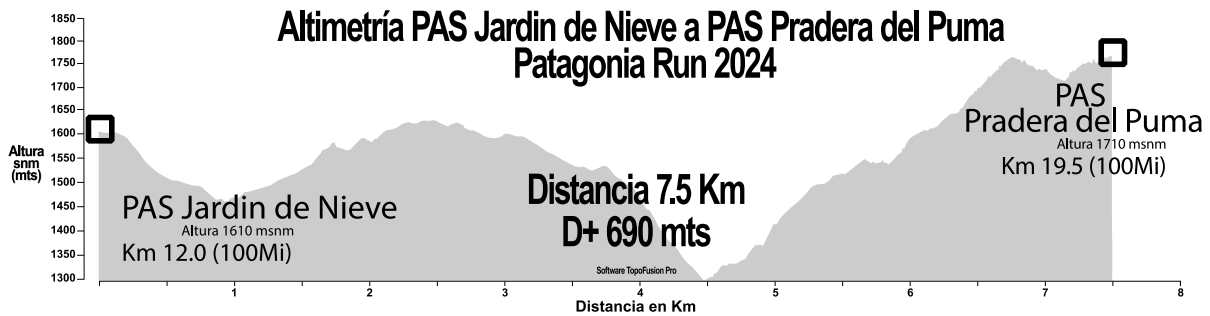 Altimetría PAS Jardin de Nieve a PAS Pradera del Puma
Patagonia Run 2024
1850
1800
1750
1700
1650
1600
1550
1500
1450
1400
1350
1300
Altura
snm
(mts)
PAS
Pradera del Puma
Altura 1710 msnm
Km 19.5 (100Mi)
PAS Jardin de Nieve
Altura 1610 msnm
Km 12.0 (100Mi)
Distancia 7.5 Km
D+ 690 mts
Software TopoFusion Pro
1 2 3 4 5 6 7 8
Distancia en Km